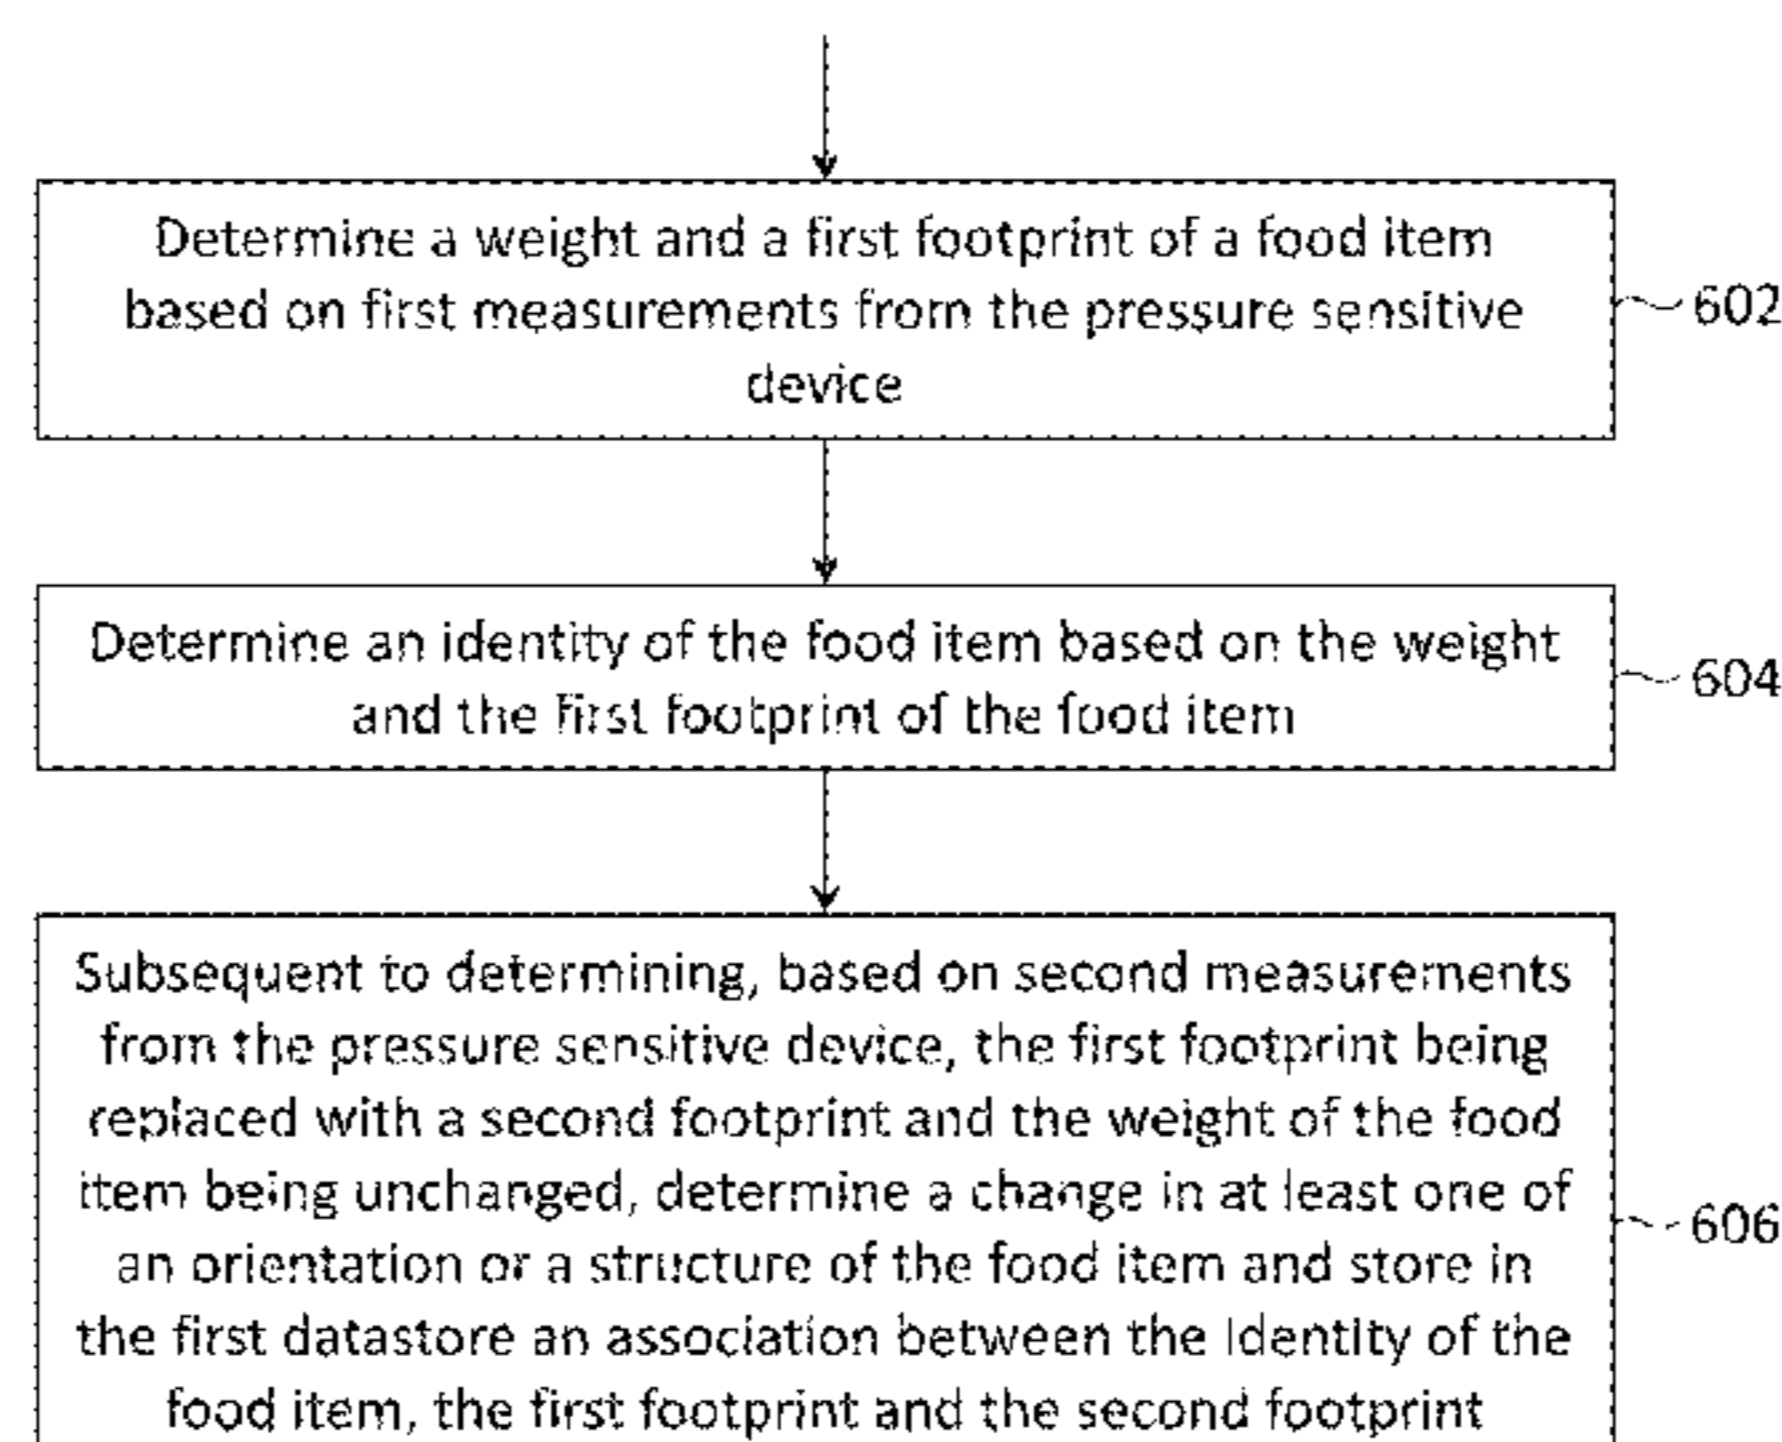 Determine a weight and a first footprint of a food item
based on first measurements from the pressure sensitive
device
602
Determine an identity of the food item based on the weight
and the first footprint of the food item
604
Subsequent to determining, based on second measurements
from the pressure sensitive device, the first footprint being
replaced with a second footprint and the weight of the food
item being unchanged, determine a change in at least one of
an orientation or a structure of the food item and store in
the first datastore an association between the identity of the
food item, the first footprint and the second footprint
606